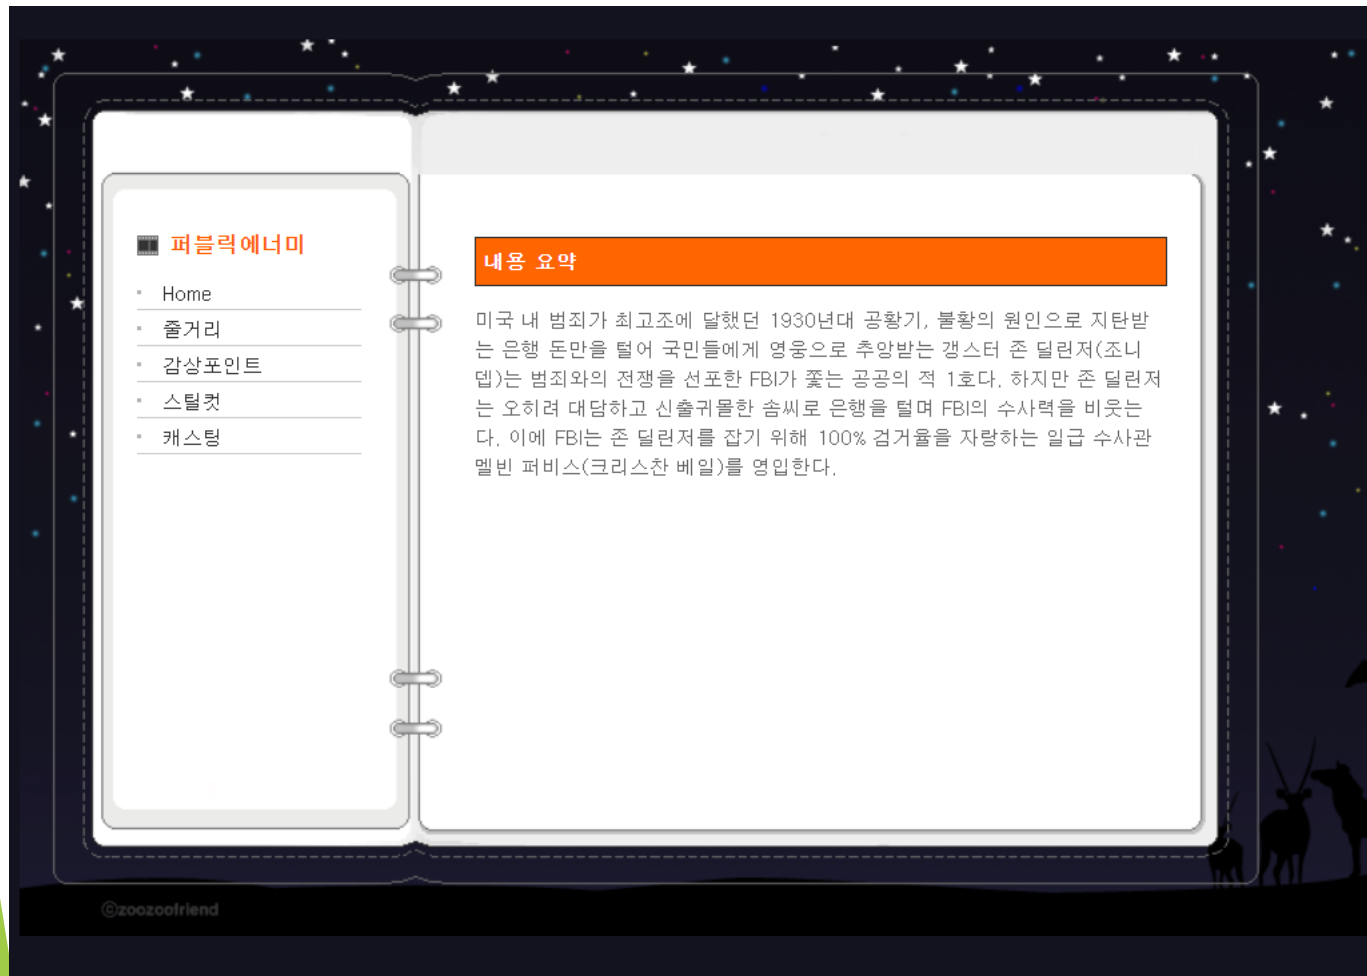 퍼블릭에너미
Home
줄거리
감상포인트
스틸컷
캐스팅
내용 요약
미국 내 범죄가 최고조에 달했던 1930년대 공황기, 불황의 원인으로 지탄받
는 은행 돈만을 털어 국민들에게 영웅으로 추앙받는 갱스터 존 딜린저(조니
뎁)는 범죄와의 전쟁을 선포한 FBI가 쫓는 공공의 적 1호다. 하지만 존 딜린저
는 오히려 대담하고 신출귀몰한 솜씨로 은행을 털며 FBI의 수사력을 비웃는
다. 이에 FBI는 존 딜린저를 잡기 위해 100% 검거율을 자랑하는 일급 수사관
멜빈 퍼비스(크리스찬 베일)를 영입한다.
©zoozoofriend